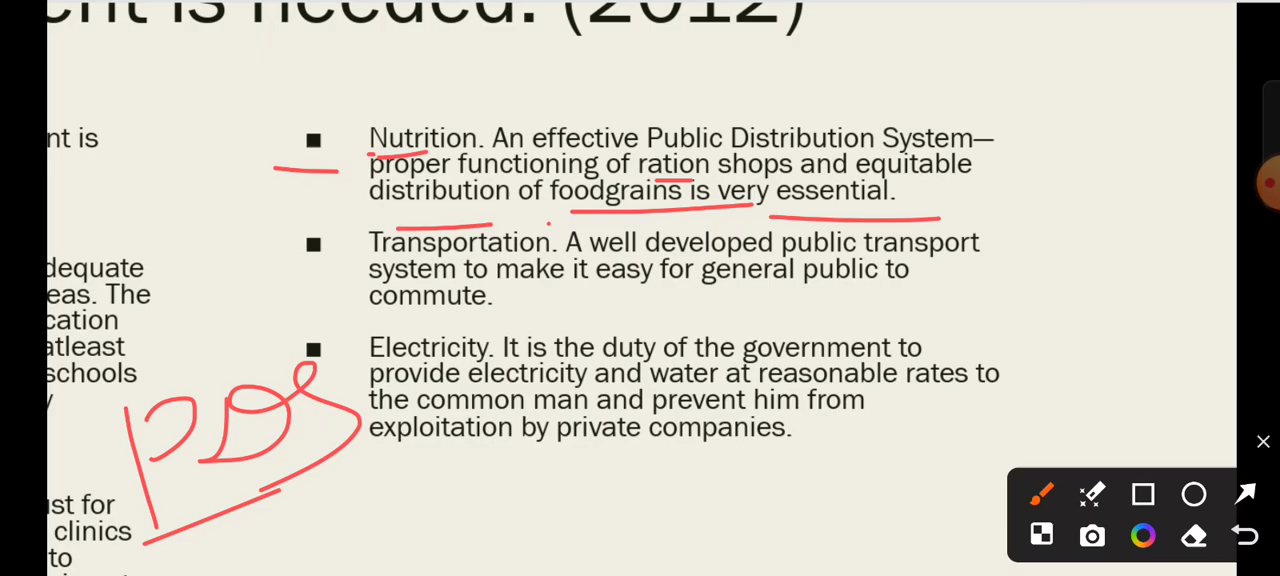 ent is needed. (2012)
nt is
dequate
eas. The
cation
atleast
schools
y
ust for
clinics
to
■ Nutrition. An effective Public Distribution System—
proper functioning of ration shops and equitable
distribution of foodgrains is very essential.
■ Transportation. A well developed public transport
system to make it easy for general public to
commute.
■ Electricity. It is the duty of the government to
provide electricity and water at reasonable rates to
the common man and prevent him from
exploitation by private companies.
PDS